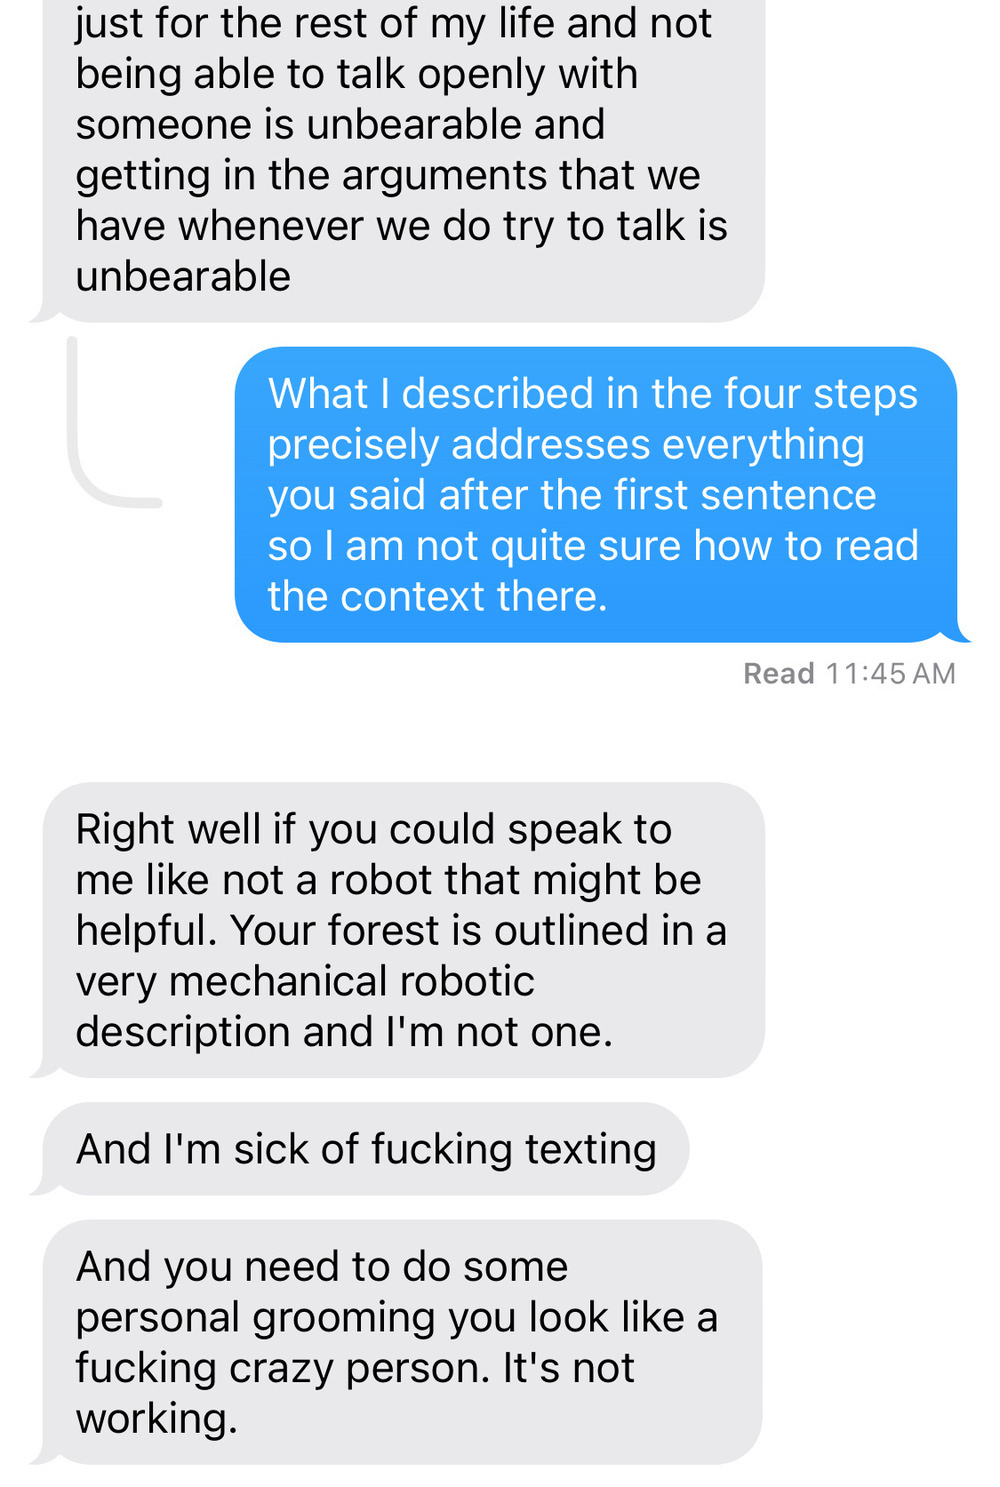 just for the rest of my life and not
being able to talk openly with
someone is unbearable and
getting in the arguments that we
have whenever we do try to talk is
unbearable
What I described in the four steps
precisely addresses everything
you said after the first sentence
so I am not quite sure how to read
the context there.
Read 11:45 AM
Right well if you could speak to
me like not a robot that might be
helpful. Your forest is outlined in a
very mechanical robotic
description and I'm not one.
And I'm sick of fucking texting
And you need to do some
personal grooming you look like a
fucking crazy person. It's not
working.